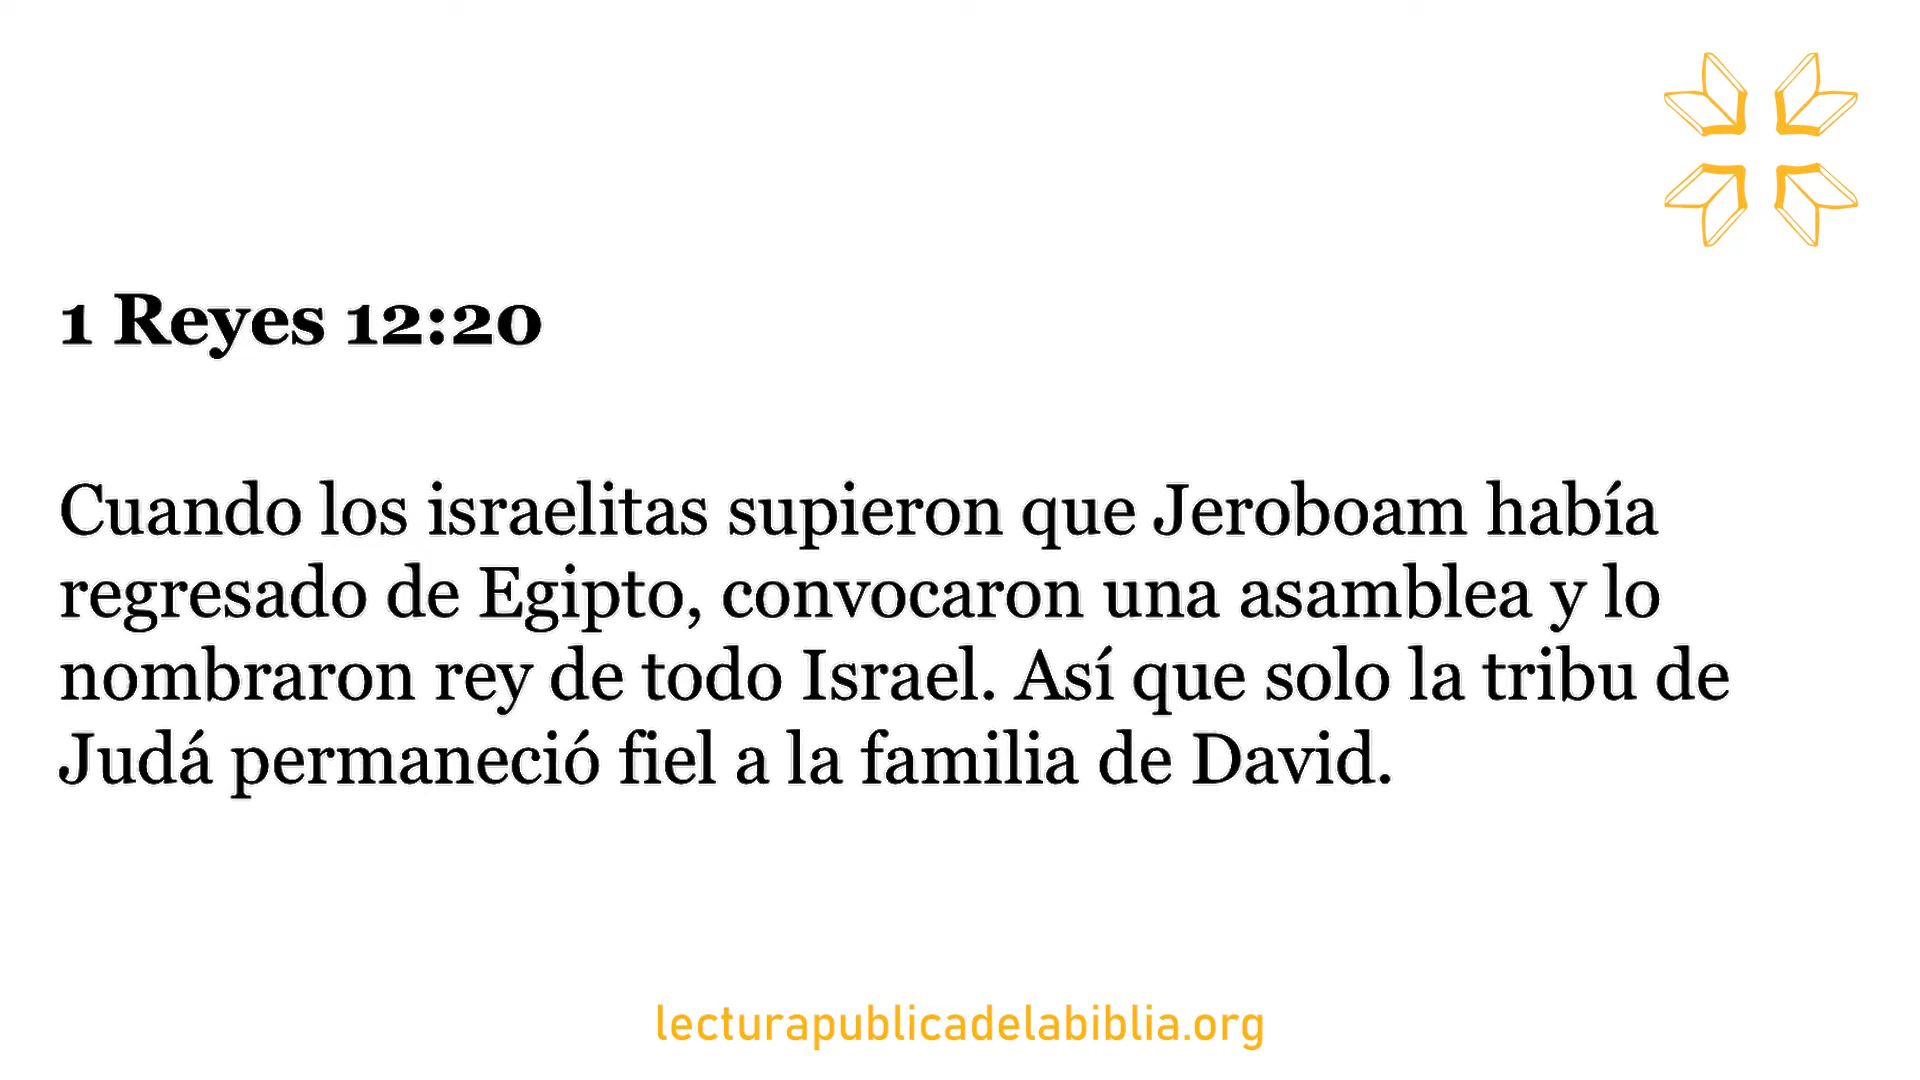 1 Reyes 12:20
Cuando los israelitas supieron que Jeroboam había
regresado de Egipto, convocaron una asamblea y lo
nombraron rey de todo Israel. Así que solo la tribu de
Judá permaneció fiel a la familia de David.
lecturapublicadelabiblia.org